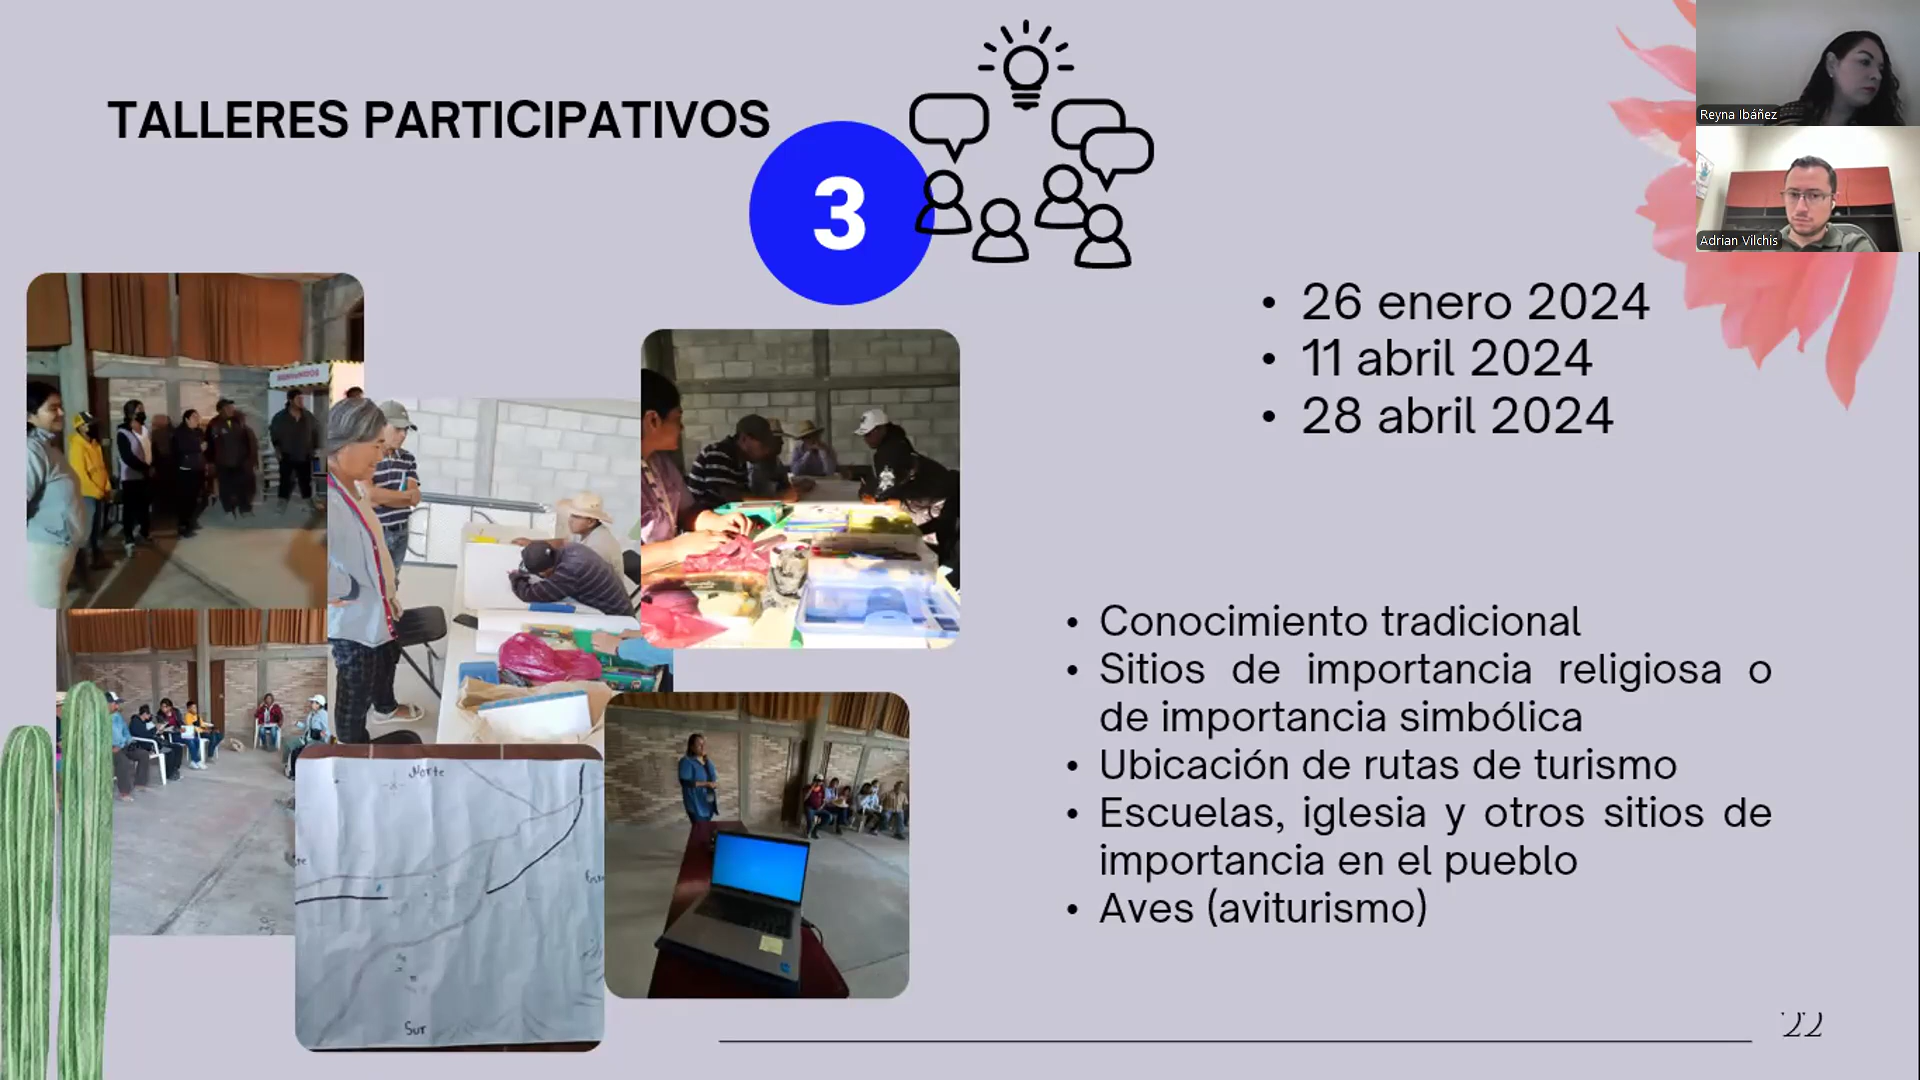 TALLERES PARTICIPATIVOS
3
Reyna Ibáñez
Adrian Vilchis
• 26 enero 2024
• 11 abril 2024
• 28 abril 2024
BIENVENIDOS
• Conocimiento tradicional
• Sitios de importancia religiosa o
de importancia simbólica
• Ubicación de rutas de turismo
• Escuelas, iglesia y otros sitios de
importancia en el pueblo
• Aves (aviturismo)
Norte
Sur
22